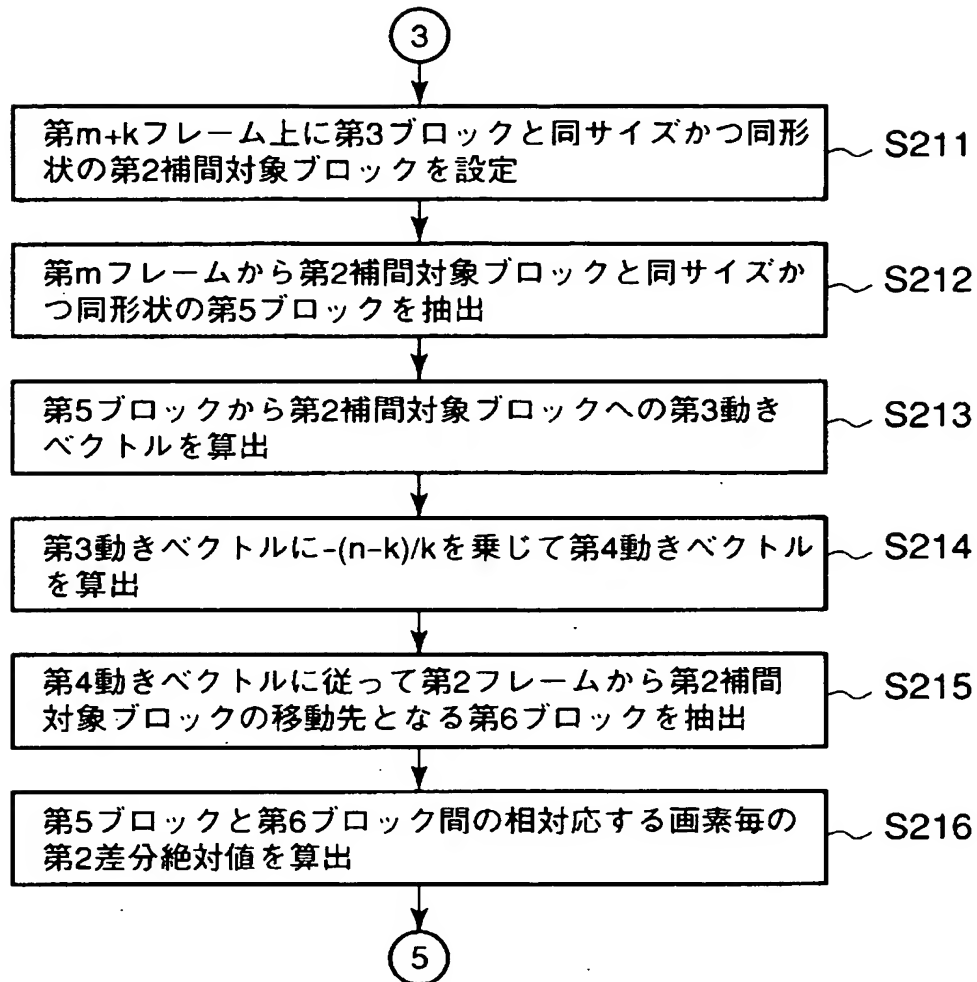 3
第m+kフレーム上に第3ブロックと同サイズかつ同形
状の第2補間対象ブロックを設定
S211
第mフレームから第2補間対象ブロックと同サイズか
つ同形状の第5ブロックを抽出
S212
第5ブロックから第2補間対象ブロックへの第3動き
ベクトルを算出
S213
第3動きベクトルに-(n-k)/kを乗じて第4動きベクトル
を算出
S214
第4動きベクトルに従って第2フレームから第2補間
対象ブロックの移動先となる第6ブロックを抽出
S215
第5ブロックと第6ブロック間の相対応する画素毎の
第2差分絶対値を算出
S216
5